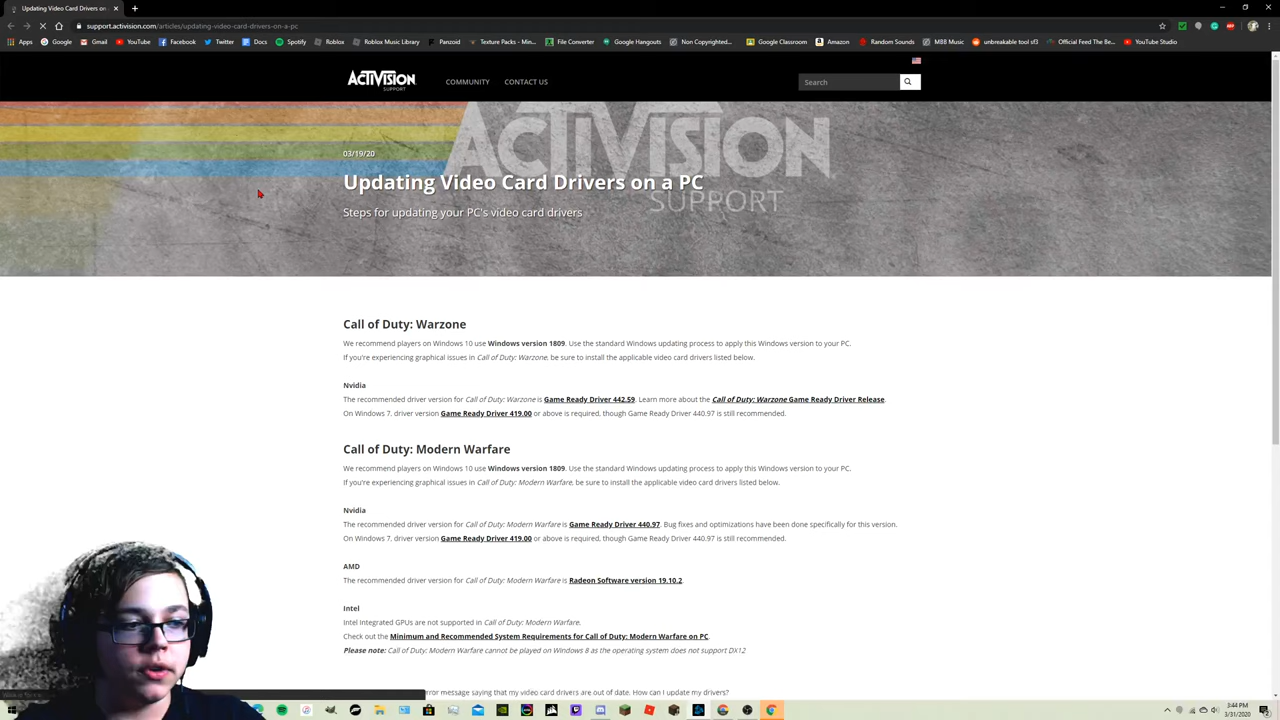 Updating Video Card Drivers on
support.activision.com/articles/updating-video-card-drivers-on-a-pc
Apps Google Gmail YouTube Facebook Twitter Docs Spotify Roblox Roblox Music Library Panzoid Texture Packs - Min... File Converter Google Hangouts Non Copyrighted... Google Classroom Amazon Random Sounds M8B Music unbreakable tool sf3 Official Feed The Be... YouTube Studio
ACTIVISION
SUPPORT
COMMUNITY CONTACT US
Search
ACTIVISION
SUPPORT
03/19/20
Updating Video Card Drivers on a PC
Steps for updating your PC's video card drivers
Call of Duty: Warzone
We recommend players on Windows 10 use Windows version 1809. Use the standard Windows updating process to apply this Windows version to your PC.
If you're experiencing graphical issues in Call of Duty: Warzone, be sure to install the applicable video card drivers listed below.
Nvidia
The recommended driver version for Call of Duty: Warzone is Game Ready Driver 442.59. Learn more about the Call of Duty: Warzone Game Ready Driver Release.
On Windows 7, driver version Game Ready Driver 419.00 or above is required, though Game Ready Driver 440.97 is still recommended.
Call of Duty: Modern Warfare
We recommend players on Windows 10 use Windows version 1809. Use the standard Windows updating process to apply this Windows version to your PC.
If you're experiencing graphical issues in Call of Duty: Modern Warfare, be sure to install the applicable video card drivers listed below.
Nvidia
The recommended driver version for Call of Duty: Modern Warfare is Game Ready Driver 440.97. Bug fixes and optimizations have been done specifically for this version.
On Windows 7, driver version Game Ready Driver 419.00 or above is required, though Game Ready Driver 440.97 is still recommended.
AMD
The recommended driver version for Call of Duty: Modern Warfare is Radeon Software version 19.10.2.
Intel
Intel Integrated GPUs are not supported in Call of Duty: Modern Warfare.
Check out the Minimum and Recommended System Requirements for Call of Duty: Modern Warfare on PC.
Please note: Call of Duty: Modern Warfare cannot be played on Windows 8 as the operating system does not support DX12
error message saying that my video card drivers are out of date. How can I update my drivers?
3:44 PM
3/31/2020